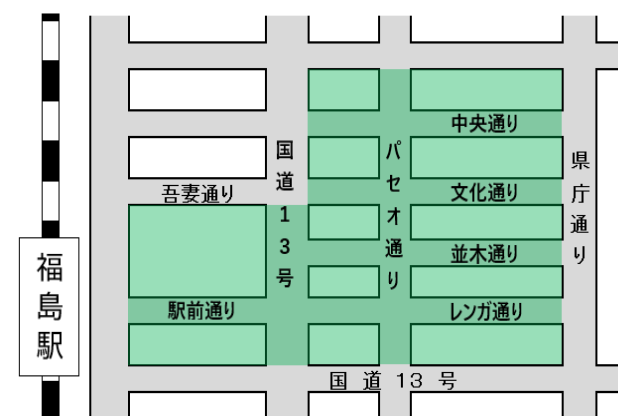 中央通り
国道13号
パセオ通り
県庁通り
吾妻通り
文化通り
並木通り
福島駅
駅前通り
レンガ通り
国道13号